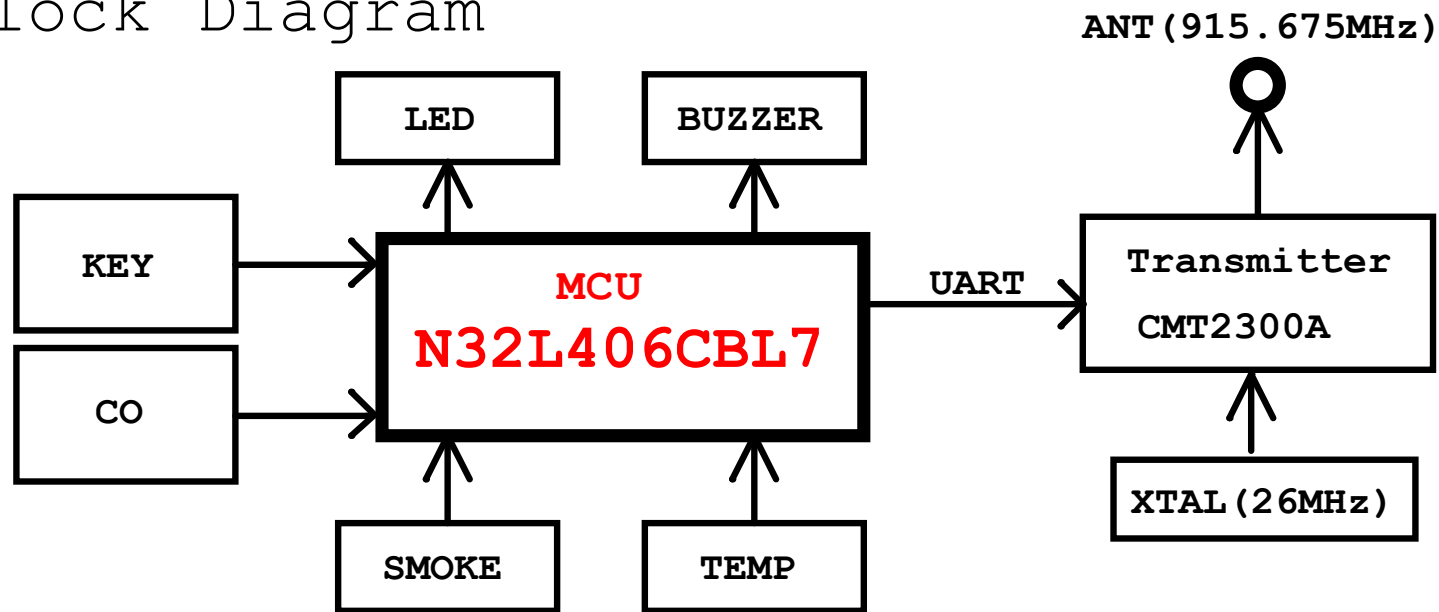 lock Diagram
ANT(915.675MHz)
LED
BUZZER
KEY
MCU
N32L406CBL7
UART
Transmitter
CMT2300A
CO
SMOKE
TEMP
XTAL(26MHz)